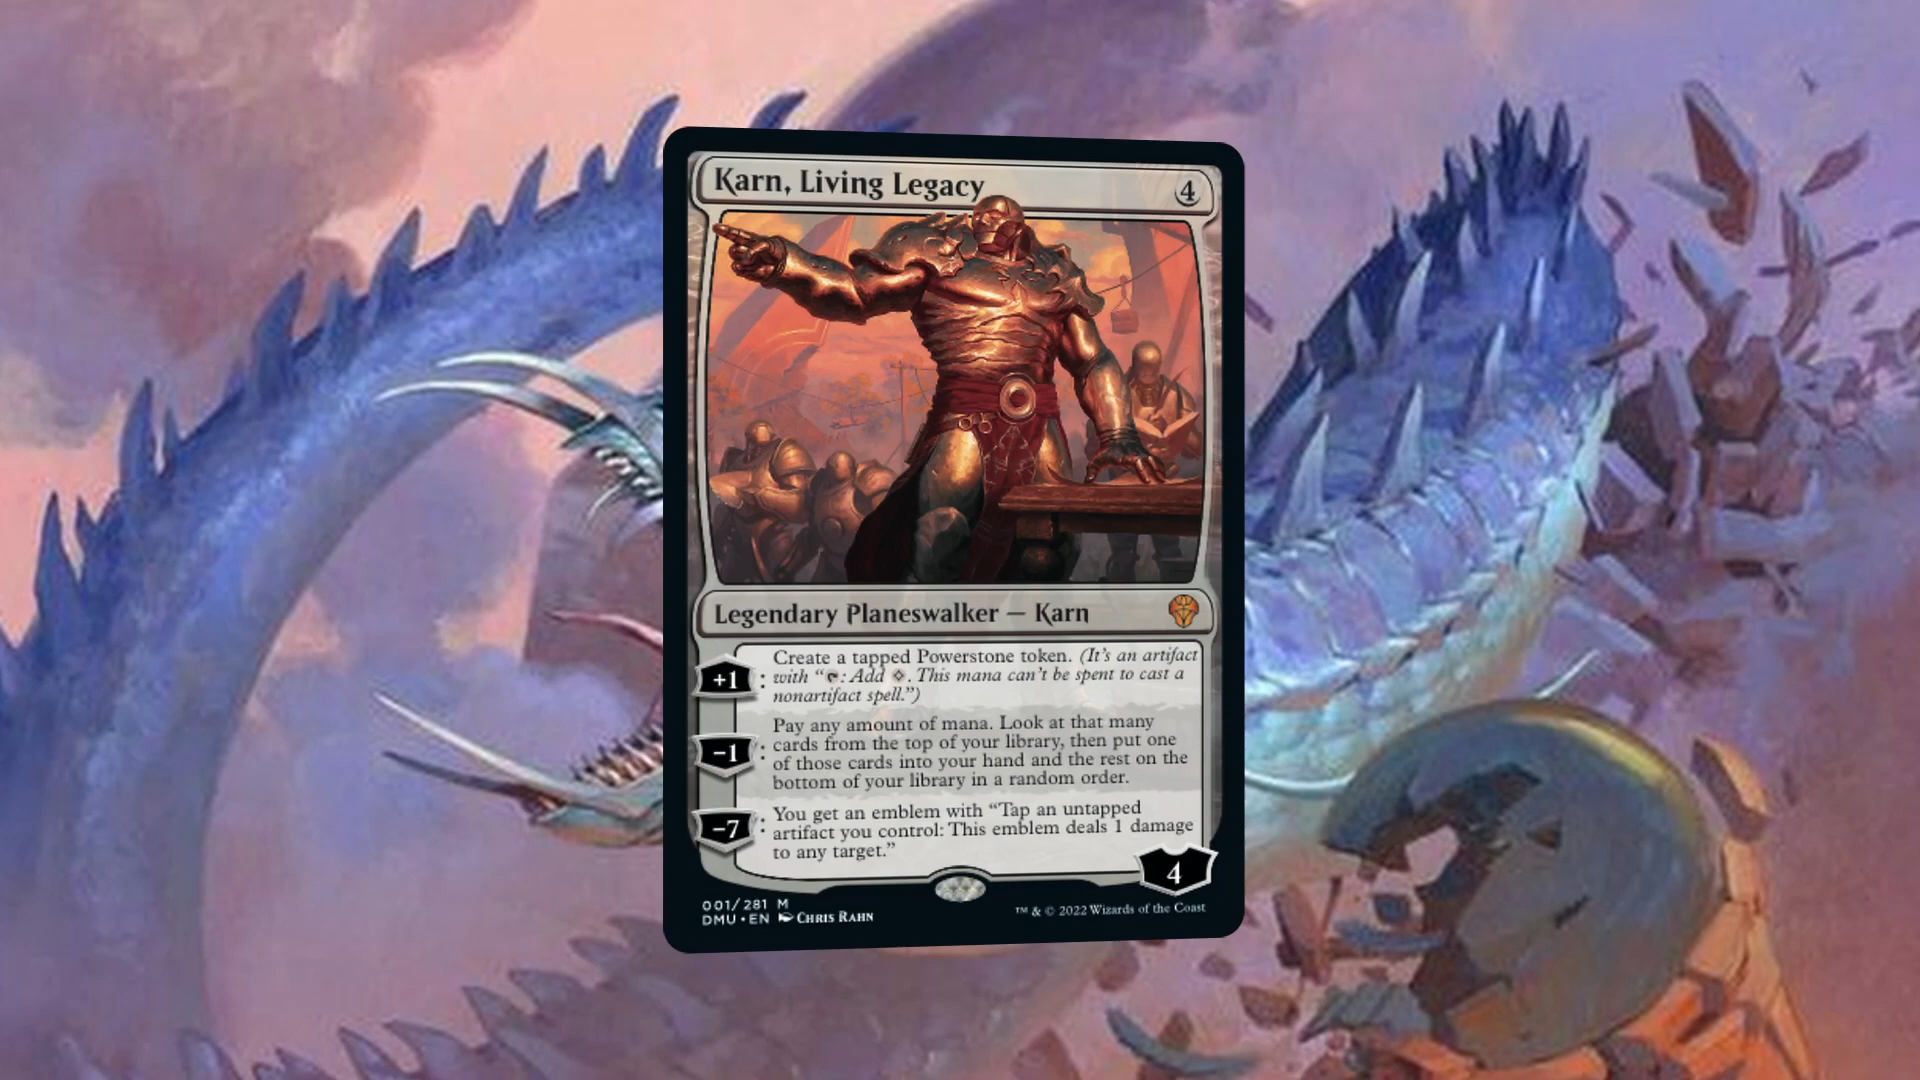 Karn, Living Legacy 4
Legendary Planeswalker — Karn
+1: Create a tapped Powerstone token. (It's an artifact
with “: Add . This mana can't be spent to cast a
nonartifact spell.”)
−1: Pay any amount of mana. Look at that many
cards from the top of your library, then put one
of those cards into your hand and the rest on the
bottom of your library in a random order.
−7: You get an emblem with “Tap an untapped
artifact you control: This emblem deals 1 damage
to any target.”
4
001/281 M
DMU • EN Chris Rahn
™ & © 2022 Wizards of the Coast